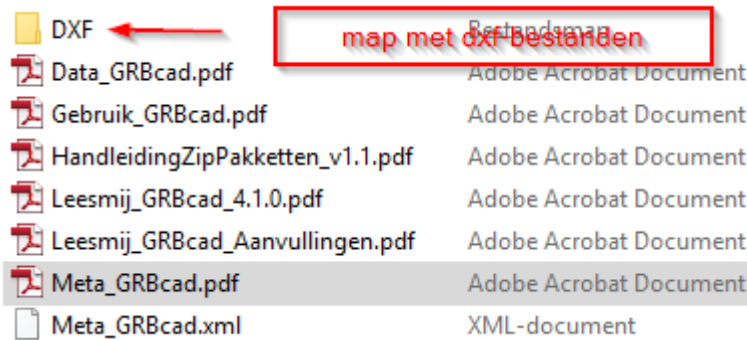 DXF Bestandsmap
map met dxf bestanden
Data_GRBcad.pdf Adobe Acrobat Document
Gebruik_GRBcad.pdf Adobe Acrobat Document
HandleidingZipPakketten_v1.1.pdf Adobe Acrobat Document
Leesmij_GRBcad_4.1.0.pdf Adobe Acrobat Document
Leesmij_GRBcad_Aanvullingen.pdf Adobe Acrobat Document
Meta_GRBcad.pdf Adobe Acrobat Document
Meta_GRBcad.xml XML-document